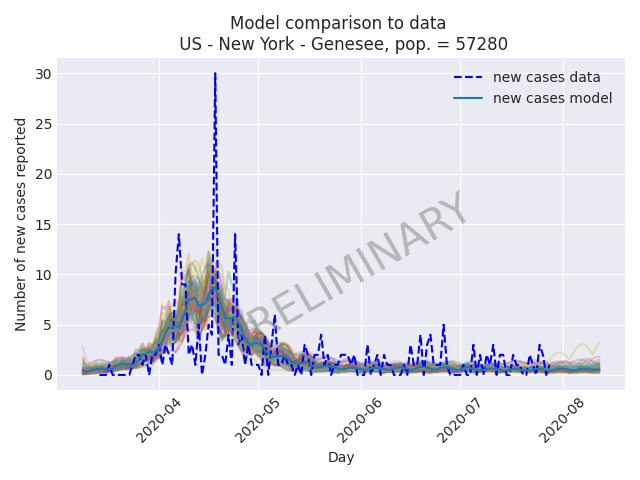 Model comparison to data
US - New York - Genesee, pop. = 57280
new cases data
new cases model
PRELIMINARY
Number of new cases reported
30
25
20
15
10
5
0
2020-04
2020-05
2020-06
2020-07
2020-08
Day